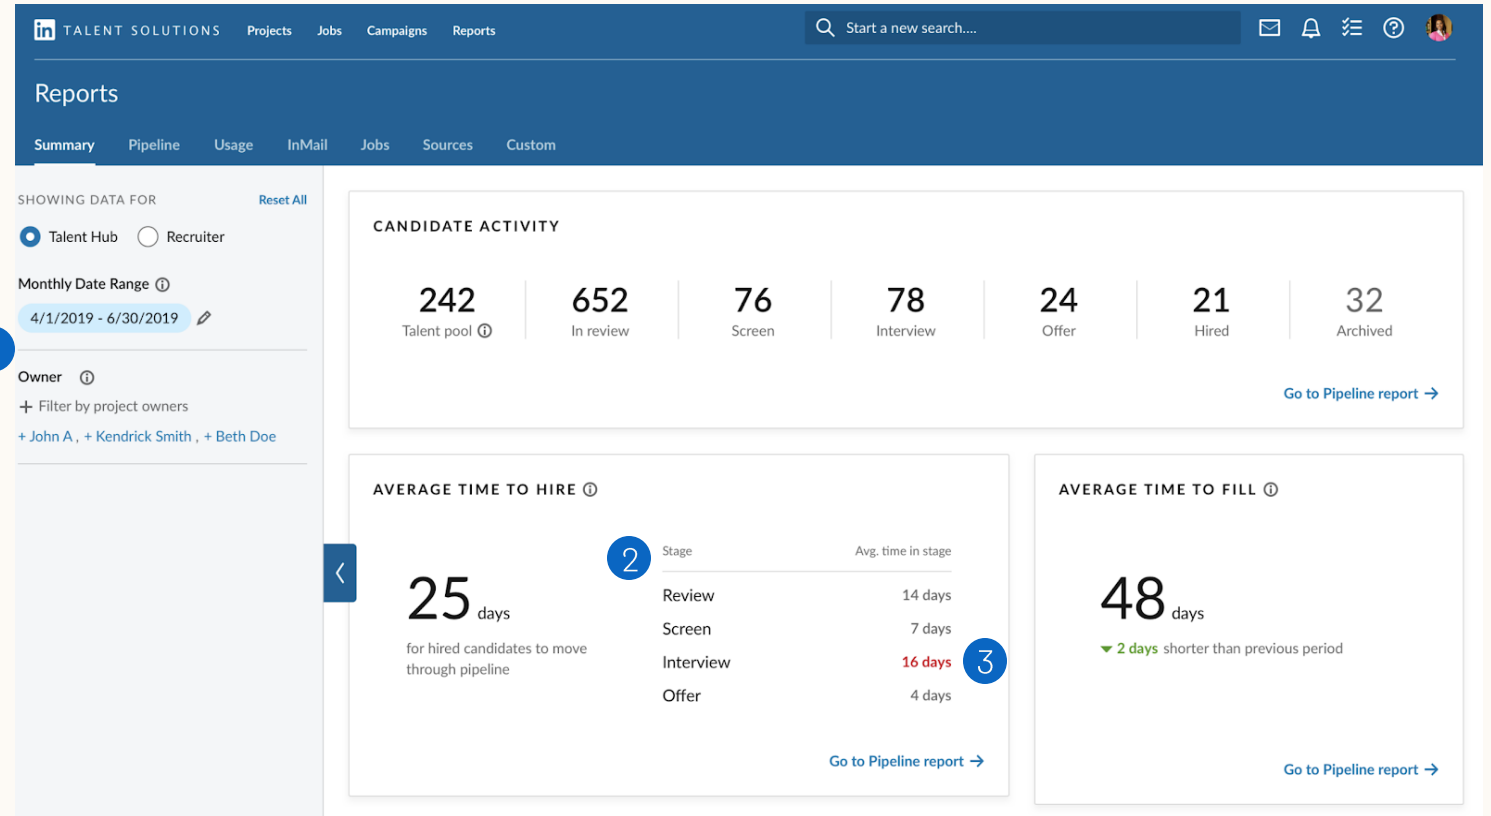 in TALENT SOLUTIONS Projects Jobs Campaigns Reports Start a new search....
Reports
Summary Pipeline Usage InMail Jobs Sources Custom
SHOWING DATA FOR Reset All
Talent Hub Recruiter
Monthly Date Range
4/1/2019 - 6/30/2019
Owner
+ Filter by project owners
+ John A , + Kendrick Smith , + Beth Doe
CANDIDATE ACTIVITY
242 652 76 78 24 21 32
Talent pool In review Screen Interview Offer Hired Archived
Go to Pipeline report →
AVERAGE TIME TO HIRE
25 days
for hired candidates to move
through pipeline
2
Stage Avg. time in stage
Review 14 days
Screen 7 days
Interview 16 days
3
Offer 4 days
Go to Pipeline report →
AVERAGE TIME TO FILL
48 days
2 days shorter than previous period
Go to Pipeline report →